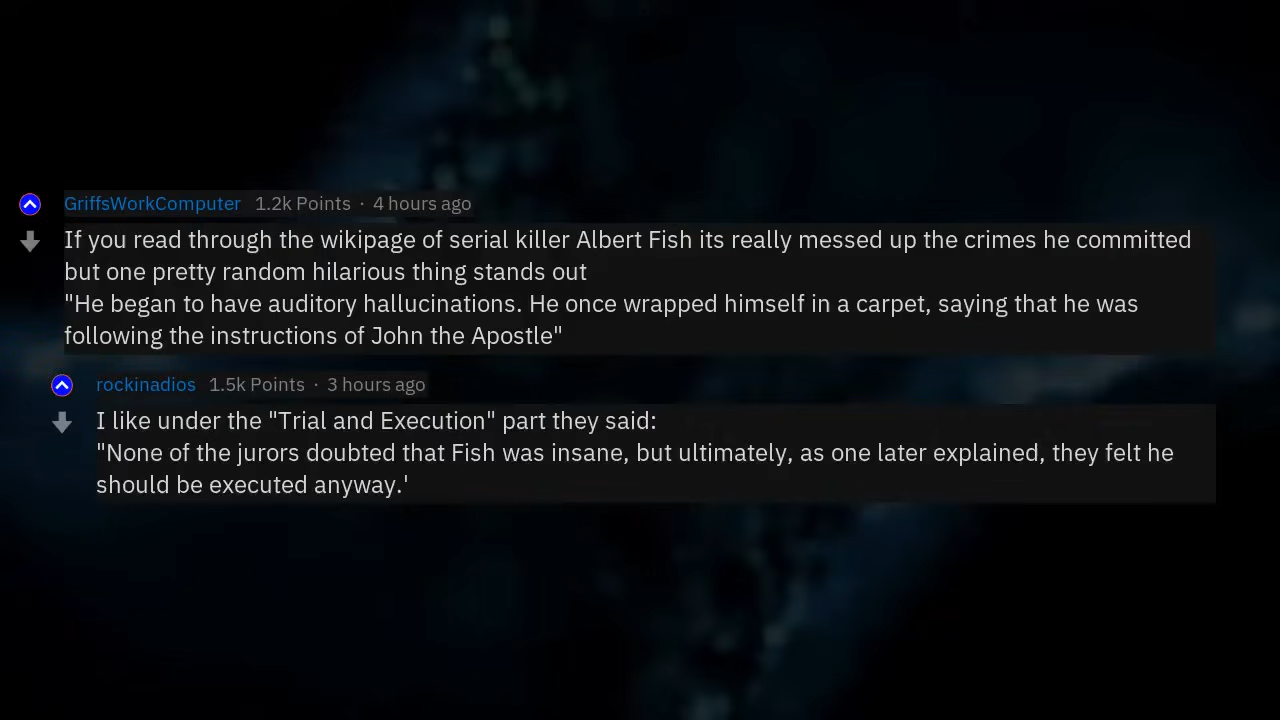 GriffsWorkComputer 1.2k Points · 4 hours ago
If you read through the wikipage of serial killer Albert Fish its really messed up the crimes he committed
but one pretty random hilarious thing stands out
"He began to have auditory hallucinations. He once wrapped himself in a carpet, saying that he was
following the instructions of John the Apostle"
rockinadios 1.5k Points · 3 hours ago
I like under the "Trial and Execution" part they said:
"None of the jurors doubted that Fish was insane, but ultimately, as one later explained, they felt he
should be executed anyway.'